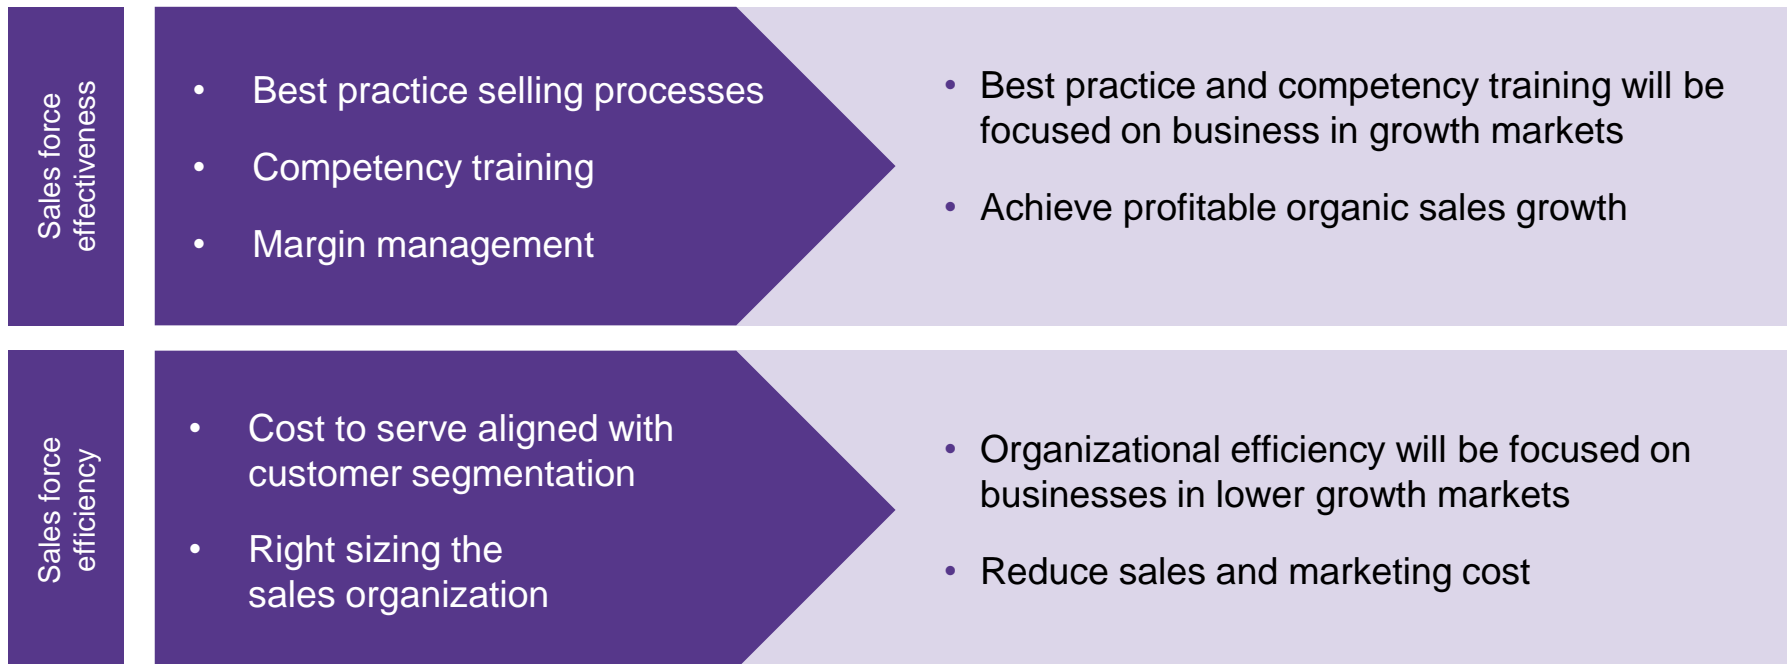 Sales force
effectiveness
• Best practice selling processes
• Competency training
• Margin management
• Best practice and competency training will be
focused on business in growth markets
• Achieve profitable organic sales growth
Sales force
efficiency
• Cost to serve aligned with
customer segmentation
• Right sizing the
sales organization
• Organizational efficiency will be focused on
businesses in lower growth markets
• Reduce sales and marketing cost